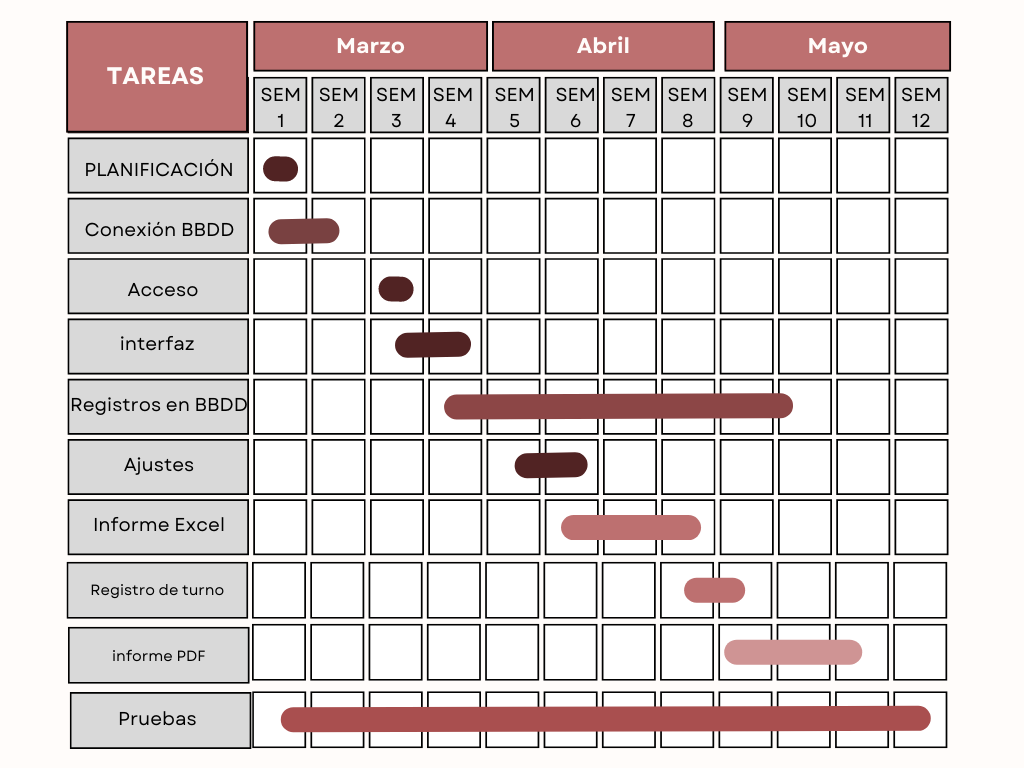 TAREAS
Marzo
Abril
Mayo
SEM
1
SEM
2
SEM
3
SEM
4
SEM
5
SEM
6
SEM
7
SEM
8
SEM
9
SEM
10
SEM
11
SEM
12
PLANIFICACIÓN
Conexión BBDD
Acceso
interfaz
Registros en BBDD
Ajustes
Informe Excel
Registro de turno
informe PDF
Pruebas